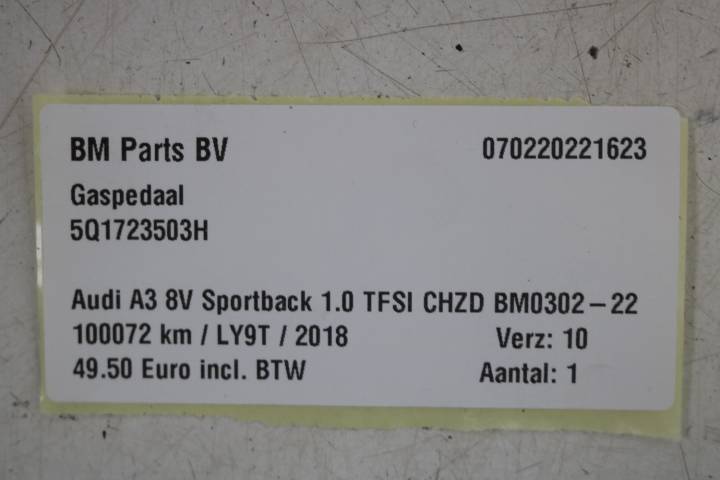 BM Parts BV 070220221623
Gaspedaal
5Q1723503H
Audi A3 8V Sportback 1.0 TFSI CHZD BM0302-22
100072 km / LY9T / 2018 Verz: 10
49.50 Euro incl. BTW Aantal: 1